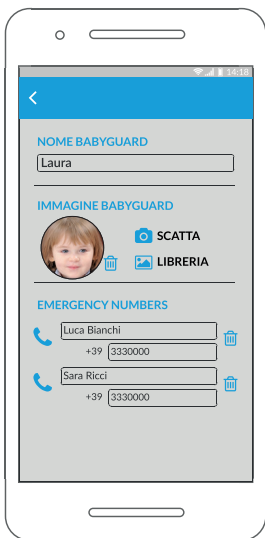 14:18
NOME BABYGUARD
Laura
IMMAGINE BABYGUARD
SCATTA
LIBRERIA
EMERGENCY NUMBERS
Luca Bianchi
+39 3330000
Sara Ricci
+39 3330000